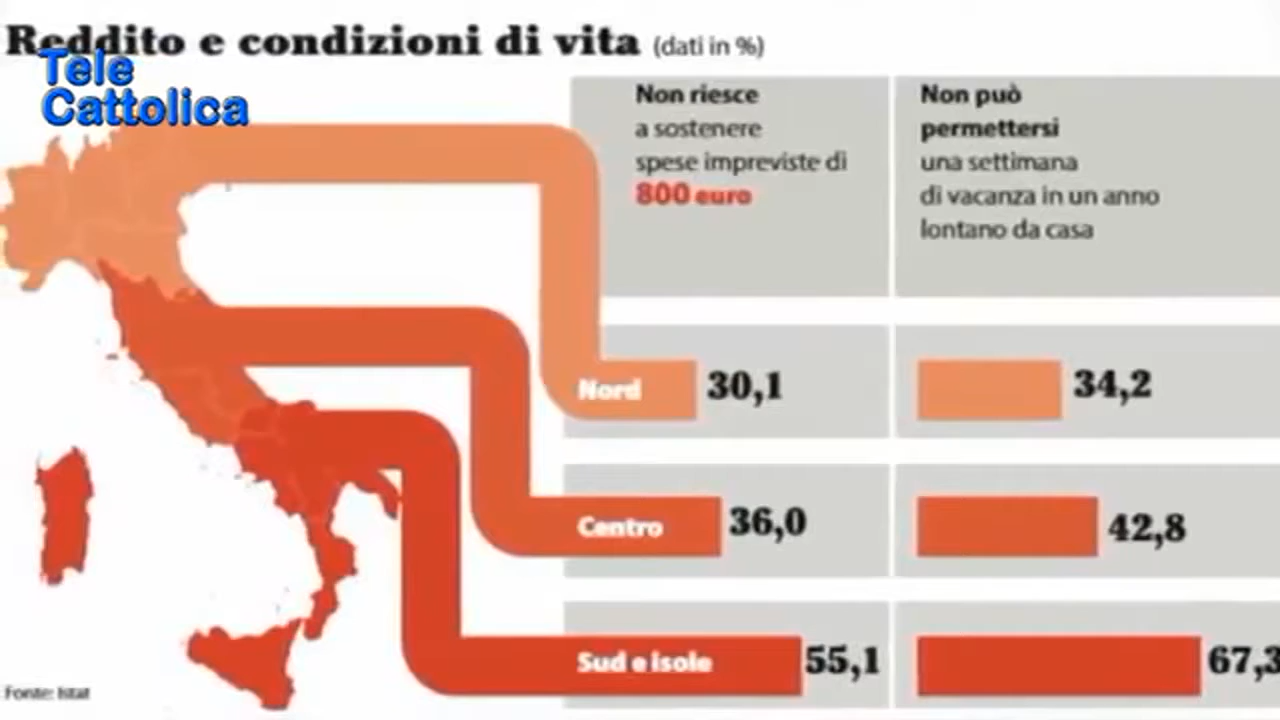 Reddito e condizioni di vita (dati in %)
Tele
Cattolica
Non riesce
a sostenere
spese impreviste di
800 euro
Non può
permettersi
una settimana
di vacanza in un anno
lontano da casa
Nord 30,1 34,2
Centro 36,0 42,8
Sud e isole 55,1 67,3
Fonte: Istat